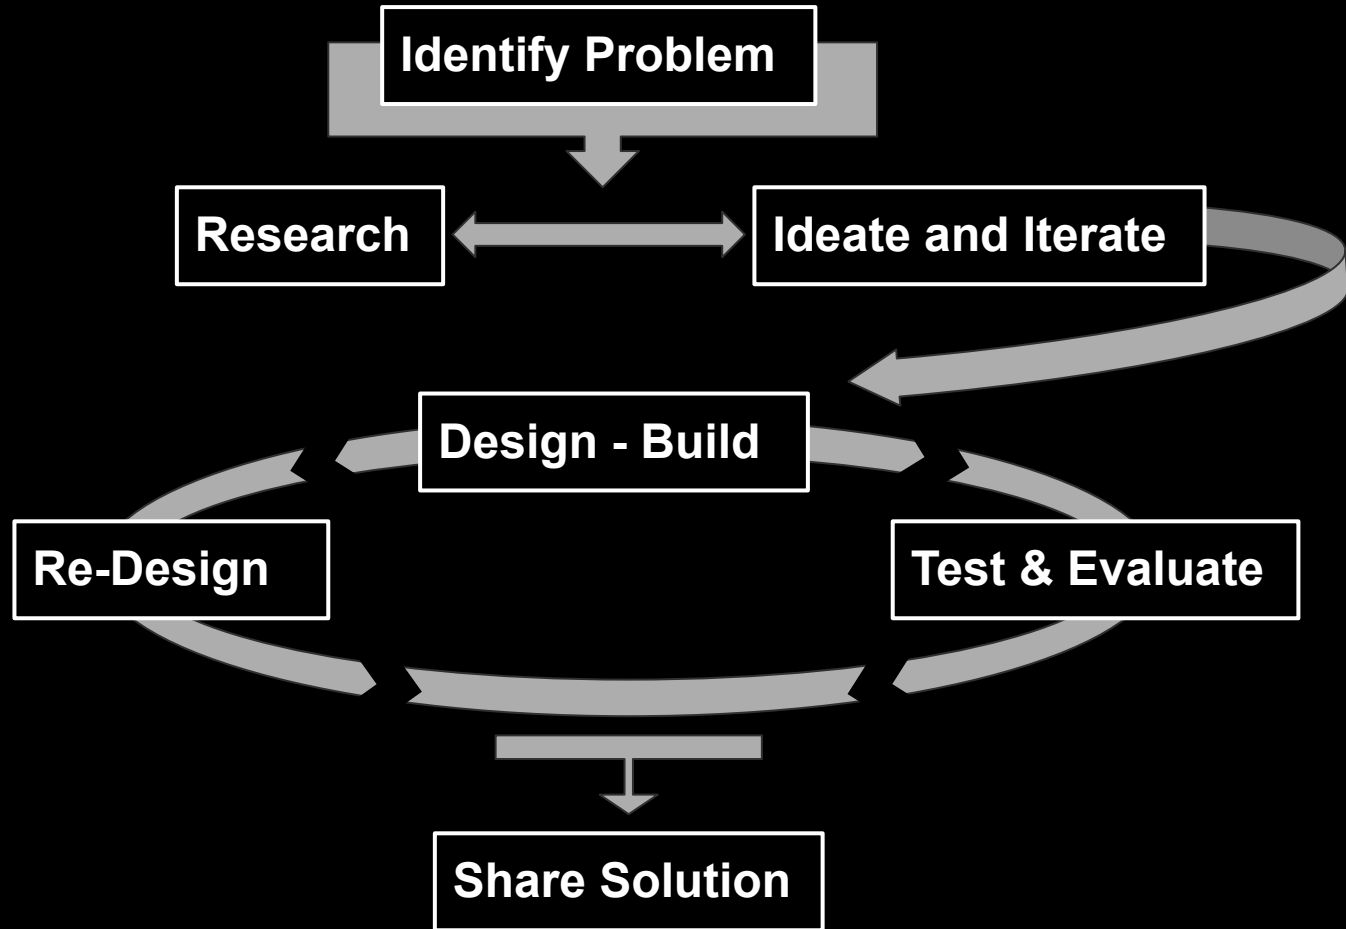 Identify Problem
Research
Ideate and Iterate
Design - Build
Re-Design
Test & Evaluate
Share Solution